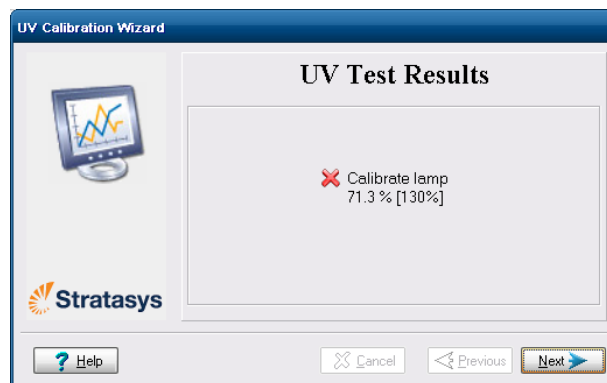 UV Calibration Wizard
UV Test Results
Calibrate lamp
71.3 % [130%]
Stratasys
? Help
Cancel
Previous
Next